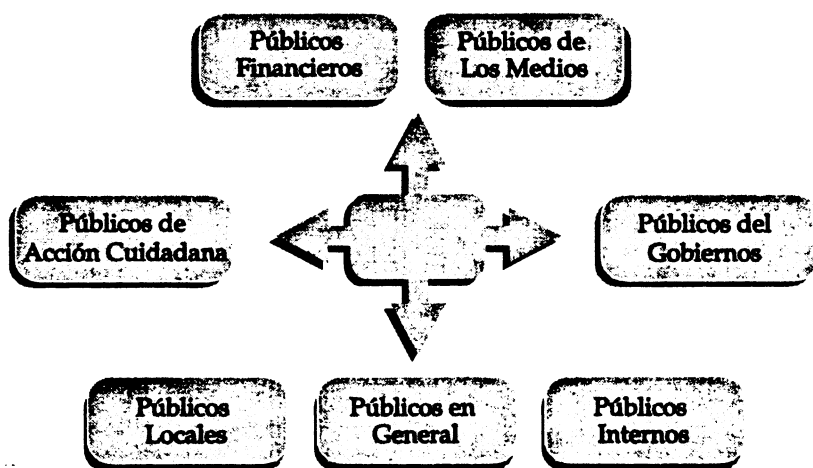 Públicos
Financieros
Públicos de
Los Medios
Públicos de
Acción Cuidadana
Públicos del
Gobiernos
Públicos
Locales
Públicos en
General
Públicos
Internos